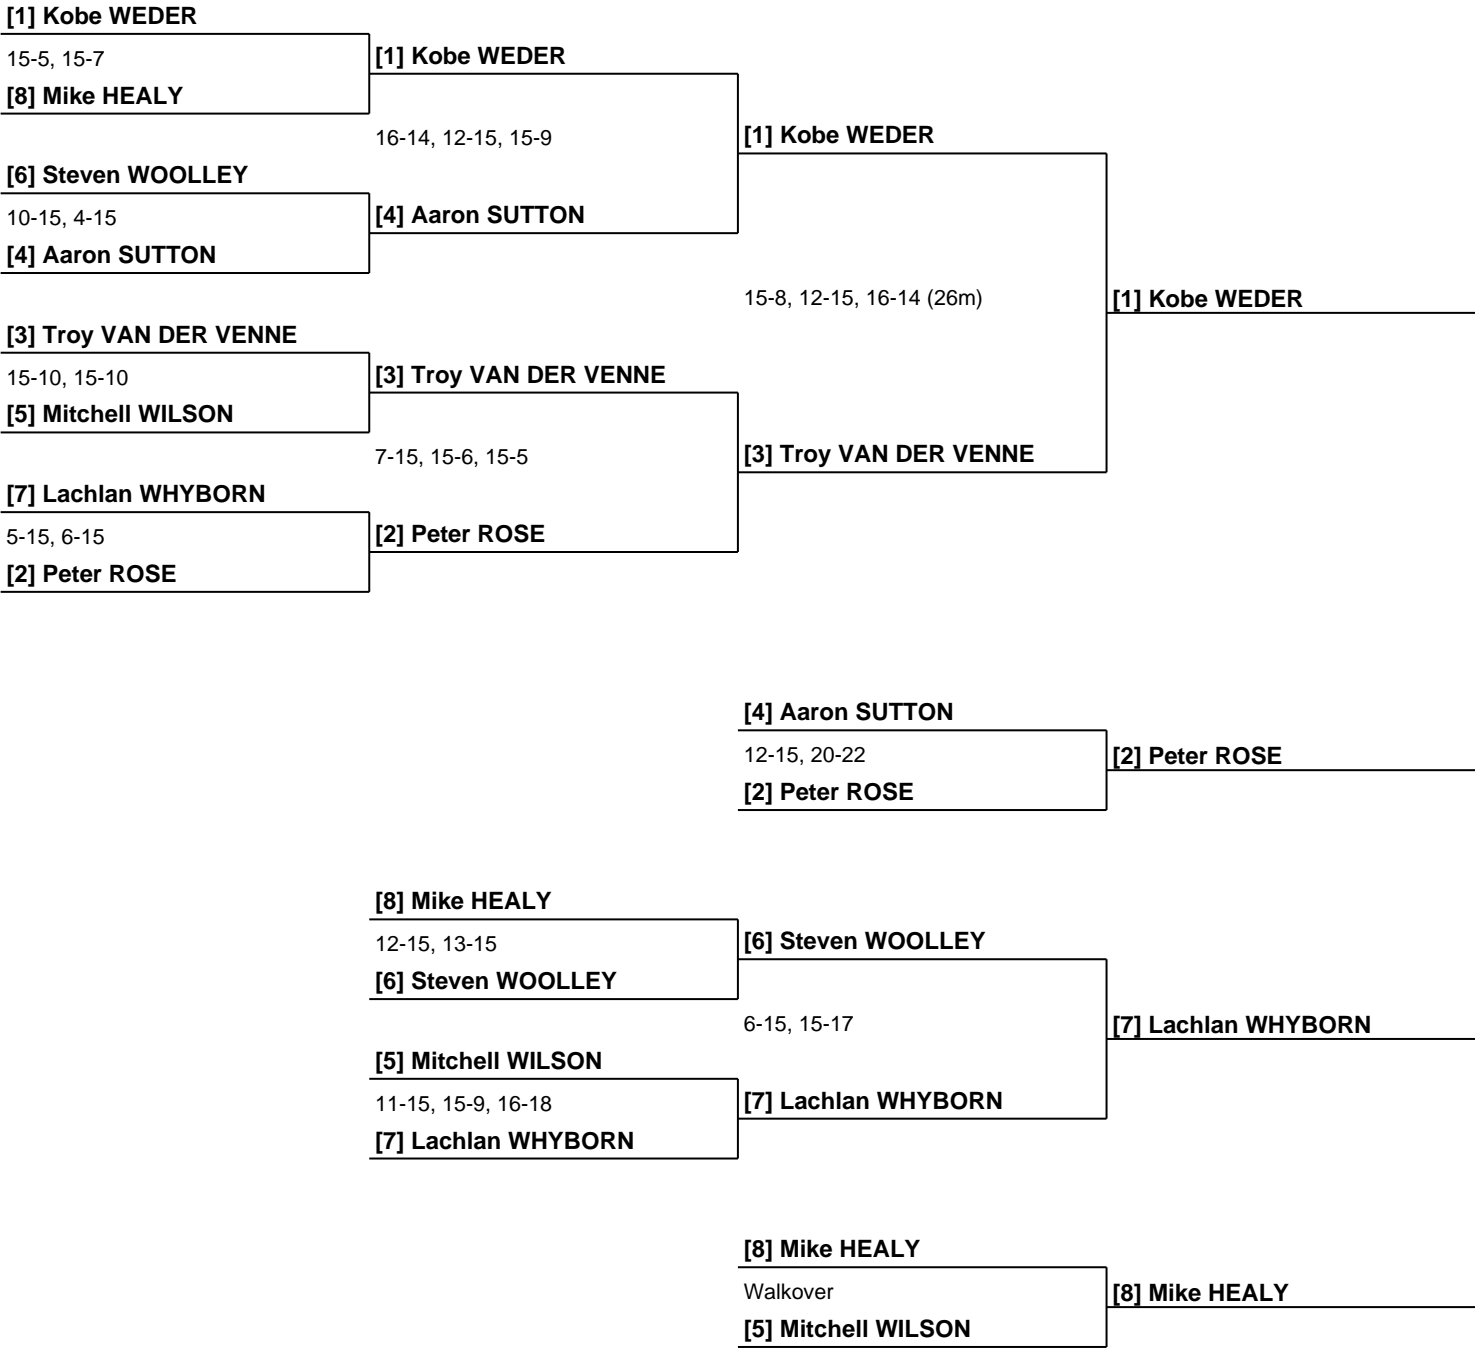 [1] Kobe WEDER
15-5, 15-7
[1] Kobe WEDER
[8] Mike HEALY
16-14, 12-15, 15-9
[1] Kobe WEDER
[6] Steven WOOLLEY
10-15, 4-15
[4] Aaron SUTTON
[4] Aaron SUTTON
15-8, 12-15, 16-14 (26m)
[1] Kobe WEDER
[3] Troy VAN DER VENNE
15-10, 15-10
[3] Troy VAN DER VENNE
[5] Mitchell WILSON
7-15, 15-6, 15-5
[3] Troy VAN DER VENNE
[7] Lachlan WHYBORN
5-15, 6-15
[2] Peter ROSE
[2] Peter ROSE
[4] Aaron SUTTON
12-15, 20-22
[2] Peter ROSE
[2] Peter ROSE
[8] Mike HEALY
12-15, 13-15
[6] Steven WOOLLEY
[6] Steven WOOLLEY
6-15, 15-17
[7] Lachlan WHYBORN
[5] Mitchell WILSON
11-15, 15-9, 16-18
[7] Lachlan WHYBORN
[7] Lachlan WHYBORN
[8] Mike HEALY
Walkover
[8] Mike HEALY
[5] Mitchell WILSON